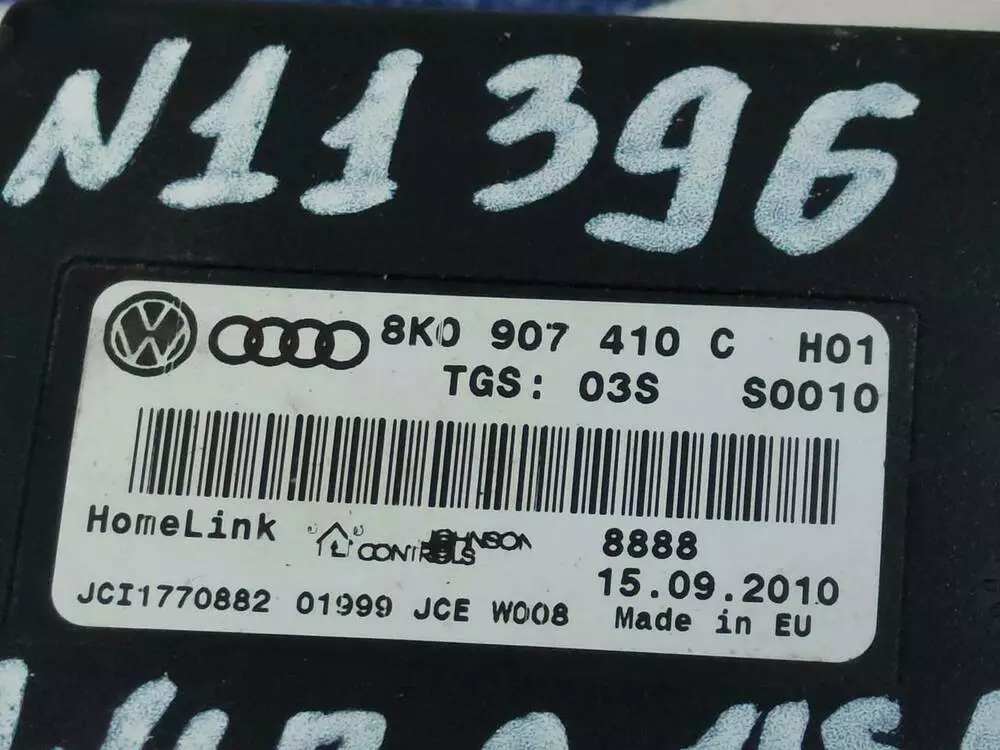 N11396
8K0 907 410 C H01
TGS: 03S S0010
HomeLink JOHNSON CONTROLS 8888
15.09.2010
JCI1770882 01999 JCE W008 Made in EU